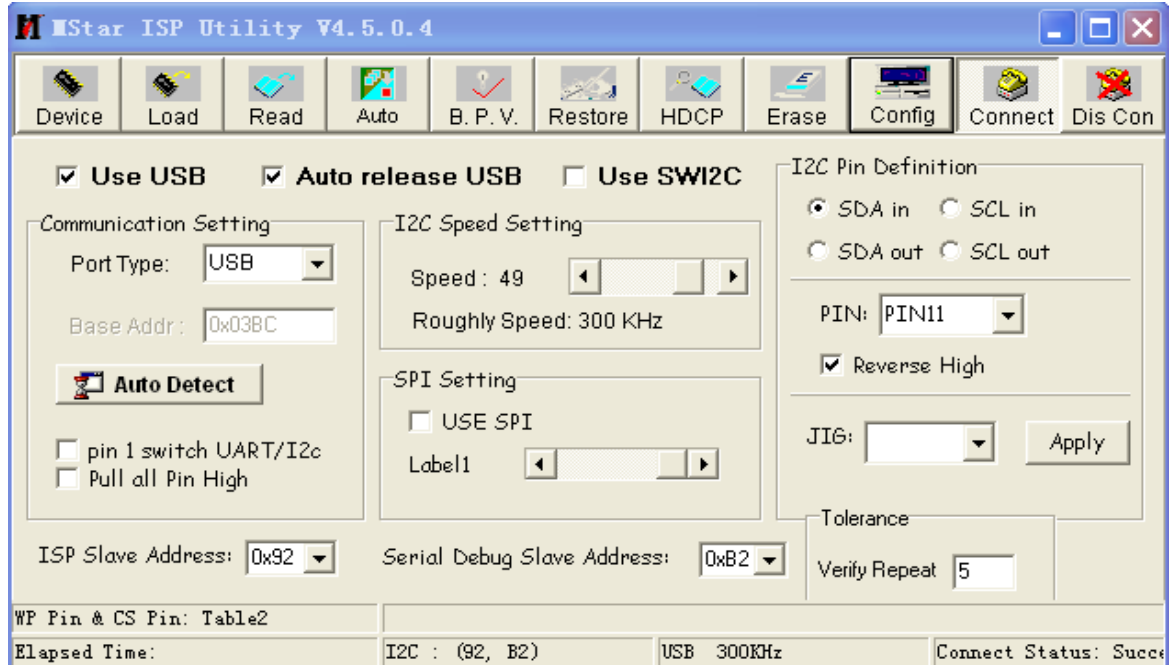 MStar ISP Utility V4.5.0.4
Device Load Read Auto B.P.V. Restore HDCP Erase Config Connect Dis Con
Use USB Auto release USB Use SWI2C
I2C Pin Definition
SDA in SCL in
SDA out SCL out
PIN: PIN11
Reverse High
JIG: Apply
Communication Setting
Port Type: USB
Base Addr: 0x03BC
Auto Detect
pin 1 switch UART/I2c
Pull all Pin High
I2C Speed Setting
Speed : 49
Roughly Speed: 300 KHz
SPI Setting
USE SPI
Label1
Tolerance
Verify Repeat 5
ISP Slave Address: 0x92 Serial Debug Slave Address: 0xB2
WP Pin & CS Pin: Table2
Elapsed Time: I2C : (92, B2) USB 300KHz Connect Status: Succe